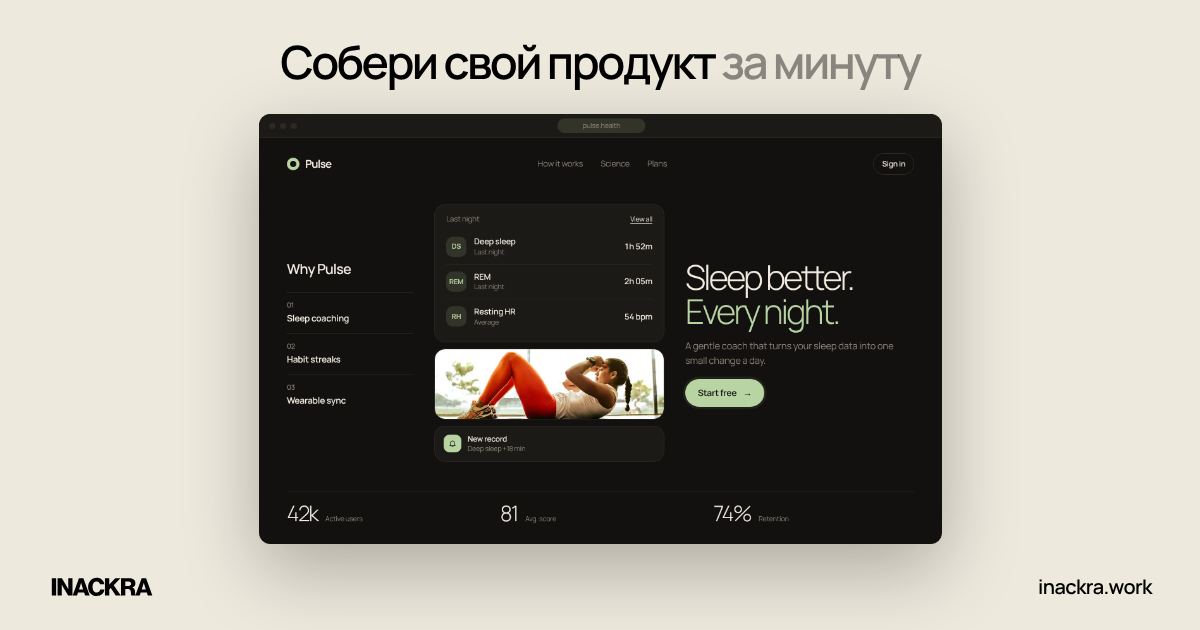 Собери свой продукт за минуту
pulse.health
Pulse
How it works
Science
Plans
Sign in
Why Pulse
01
Sleep coaching
02
Habit streaks
03
Wearable sync
Last night
View all
DS
Deep sleep
Last night
1h 52m
REM
REM
Last night
2h 05m
RH
Resting HR
Average
54 bpm
New record
Deep sleep +18 min
Sleep better.
Every night.
A gentle coach that turns your sleep data into one
small change a day.
Start free →
42k Active users
81 Avg. score
74% Retention
INACKRA
inackra.work